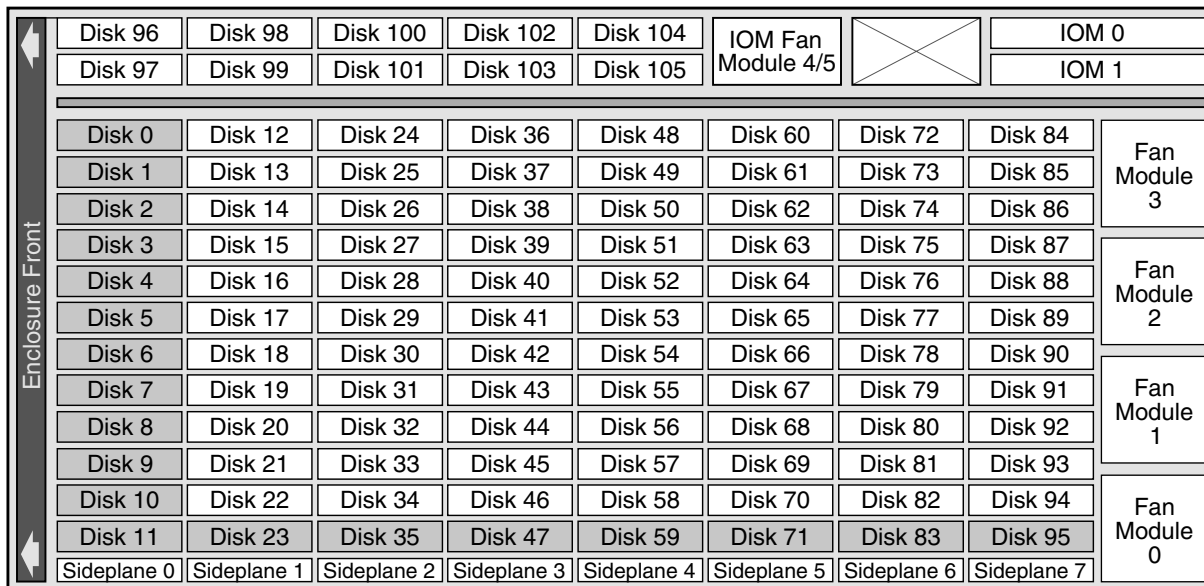 Disk 96 Disk 98 Disk 100 Disk 102 Disk 104 IOM Fan Module 4/5 IOM 0
Disk 97 Disk 99 Disk 101 Disk 103 Disk 105 IOM 1
Enclosure Front
Disk 0 Disk 12 Disk 24 Disk 36 Disk 48 Disk 60 Disk 72 Disk 84
Disk 1 Disk 13 Disk 25 Disk 37 Disk 49 Disk 61 Disk 73 Disk 85
Disk 2 Disk 14 Disk 26 Disk 38 Disk 50 Disk 62 Disk 74 Disk 86
Disk 3 Disk 15 Disk 27 Disk 39 Disk 51 Disk 63 Disk 75 Disk 87
Disk 4 Disk 16 Disk 28 Disk 40 Disk 52 Disk 64 Disk 76 Disk 88
Disk 5 Disk 17 Disk 29 Disk 41 Disk 53 Disk 65 Disk 77 Disk 89
Disk 6 Disk 18 Disk 30 Disk 42 Disk 54 Disk 66 Disk 78 Disk 90
Disk 7 Disk 19 Disk 31 Disk 43 Disk 55 Disk 67 Disk 79 Disk 91
Disk 8 Disk 20 Disk 32 Disk 44 Disk 56 Disk 68 Disk 80 Disk 92
Disk 9 Disk 21 Disk 33 Disk 45 Disk 57 Disk 69 Disk 81 Disk 93
Disk 10 Disk 22 Disk 34 Disk 46 Disk 58 Disk 70 Disk 82 Disk 94
Disk 11 Disk 23 Disk 35 Disk 47 Disk 59 Disk 71 Disk 83 Disk 95
Sideplane 0 Sideplane 1 Sideplane 2 Sideplane 3 Sideplane 4 Sideplane 5 Sideplane 6 Sideplane 7
Fan
Module
3
Fan
Module
2
Fan
Module
1
Fan
Module
0